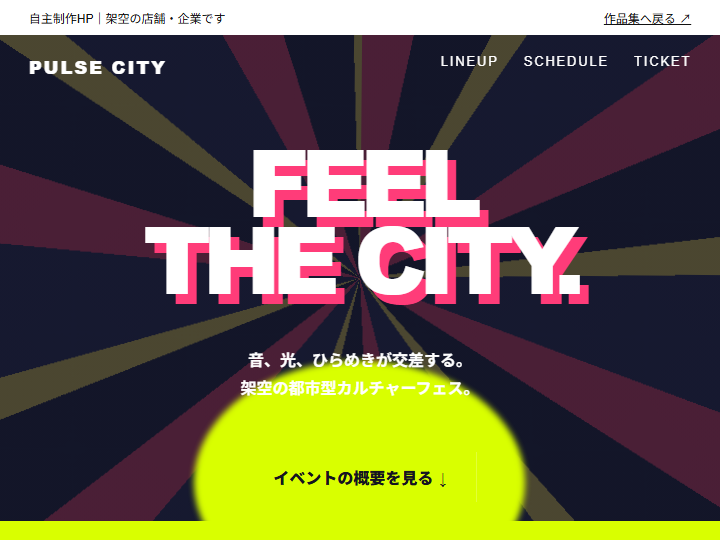 自主制作HP｜架空の店舗・企業です
作品集へ戻る ↗
PULSE CITY
LINEUP
SCHEDULE
TICKET
FEEL
THE CITY.
音、光、ひらめきが交差する。
架空の都市型カルチャーフェス。
イベントの概要を見る ↓